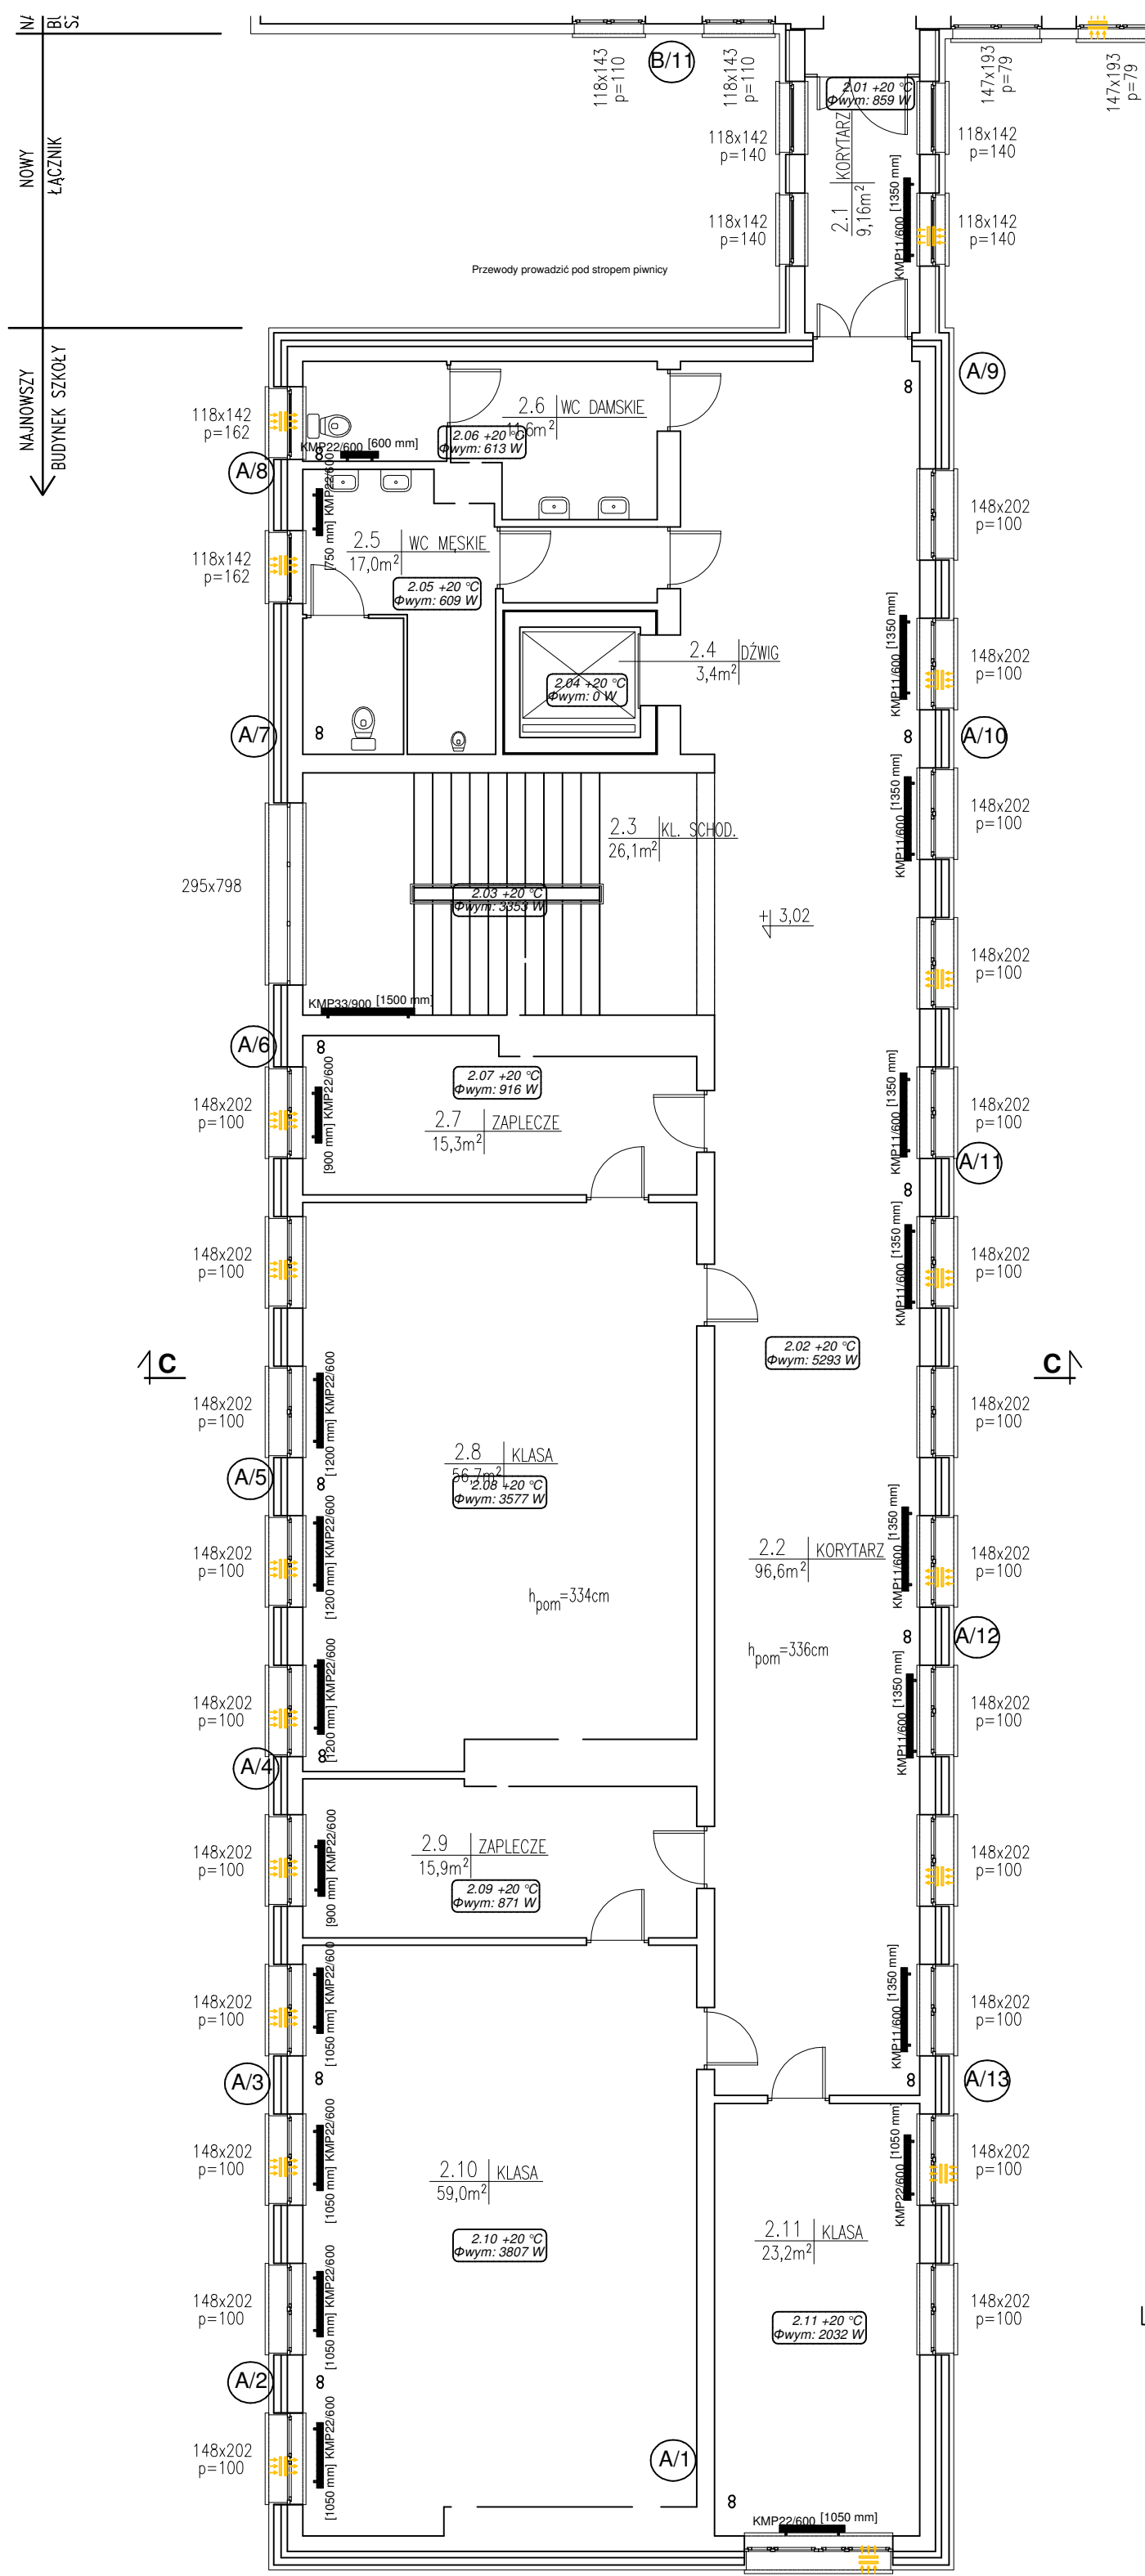 B/11
118x143
p=110
118x143
p=110
147x193
p=79
147x193
p=79
NOWY
ŁĄCZNIK
2.01 +20 °C
Φwym: 859 W
118x142
p=140
118x142
p=140
2.1 KORYTARZ
9,16m²
KMP11/600 [1350 mm]
118x142
p=140
118x142
p=140
Przewody prowadzić pod stropem piwnicy
NAJNOWSZY
BUDYNEK SZKOŁY
A/9
8
118x142
p=162
2.6 WC DAMSKIE
11,6m²
2.06 +20 °C
Φwym: 613 W
KMP22/600 [600 mm]
8
A/8
148x202
p=100
[750 mm] KMP22/600
118x142
p=162
2.5 WC MĘSKIE
17,0m²
2.05 +20 °C
Φwym: 609 W
2.4 DŹWIG
3,4m²
2.04 +20 °C
Φwym: 0 W
KMP11/600 [1350 mm]
148x202
p=100
A/7
8
8
A/10
2.3 KL. SCHOD.
26,1m²
KMP11/600 [1350 mm]
148x202
p=100
295x798
2.03 +20 °C
Φwym: 3353 W
+ 3,02
148x202
p=100
KMP33/900 [1500 mm]
A/6
8
2.07 +20 °C
Φwym: 916 W
148x202
p=100
[900 mm] KMP22/600
2.7 ZAPLECZE
15,3m²
KMP11/600 [1350 mm]
148x202
p=100
A/11
8
148x202
p=100
KMP11/600 [1350 mm]
148x202
p=100
2.02 +20 °C
Φwym: 5293 W
C
C
148x202
p=100
[1200 mm] KMP22/600
148x202
p=100
2.8 KLASA
56,7m²
2.08 +20 °C
Φwym: 3577 W
A/5
8
148x202
p=100
[1200 mm] KMP22/600
hpom=334cm
2.2 KORYTARZ
96,6m²
KMP11/600 [1350 mm]
148x202
p=100
hpom=336cm
8
A/12
148x202
p=100
[1200 mm] KMP22/600
KMP11/600 [1350 mm]
148x202
p=100
A/4
8
148x202
p=100
[900 mm] KMP22/600
2.9 ZAPLECZE
15,9m²
2.09 +20 °C
Φwym: 871 W
148x202
p=100
148x202
p=100
[1050 mm] KMP22/600
KMP11/600 [1350 mm]
148x202
p=100
A/3
8
8
A/13
148x202
p=100
[1050 mm] KMP22/600
2.10 KLASA
59,0m²
KMP22/600 [1050 mm]
148x202
p=100
2.10 +20 °C
Φwym: 3807 W
2.11 KLASA
23,2m²
148x202
p=100
[1050 mm] KMP22/600
2.11 +20 °C
Φwym: 2032 W
148x202
p=100
A/2
8
148x202
p=100
[1050 mm] KMP22/600
A/1
8
KMP22/600 [1050 mm]